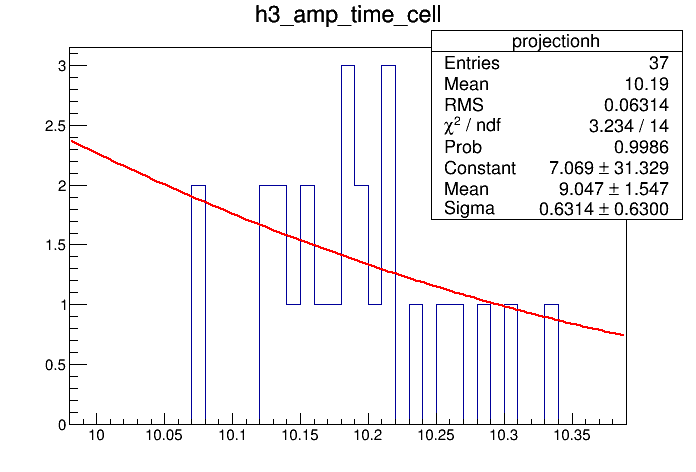 h3_amp_time_cell
projectionh
Entries 37
Mean 10.19
RMS 0.06314
χ² / ndf 3.234 / 14
Prob 0.9986
Constant 7.069 ± 31.329
Mean 9.047 ± 1.547
Sigma 0.6314 ± 0.6300
3
2.5
2
1.5
1
0.5
0
10 10.05 10.1 10.15 10.2 10.25 10.3 10.35